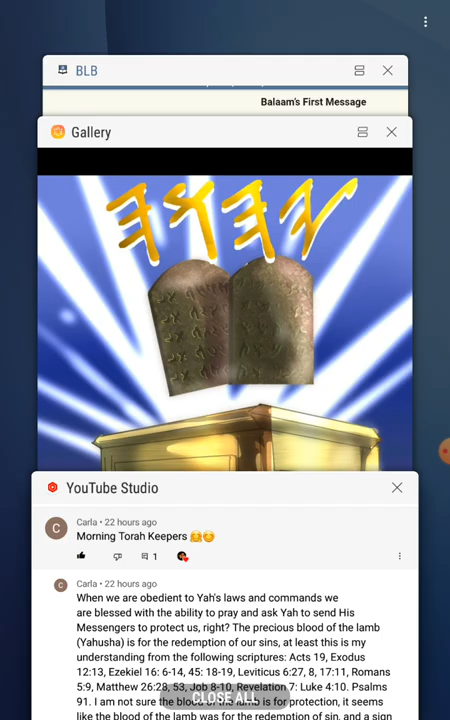 BLB
Balaam's First Message
Gallery
𐤉𐤄𐤅𐤄
YouTube Studio
C
Carla • 22 hours ago
Morning Torah Keepers 🤗☺️
1
C
Carla • 22 hours ago
When we are obedient to Yah's laws and commands we
are blessed with the ability to pray and ask Yah to send His
Messengers to protect us, right? The precious blood of the lamb
(Yahusha) is for the redemption of our sins, at least this is my
understanding from the following scriptures: Acts 19, Exodus
12:13, Ezekiel 16: 6-14, 45: 18-19, Leviticus 6:27, 8, 17:11, Romans
5:9, Matthew 26:28, 53, Job 8-10, Revelation 7: Luke 4:10. Psalms
91. I am not sure the blood of the lamb is for protection, it seems
like the blood of the lamb was for the redemption of sin, and a sign
CLOSE ALL